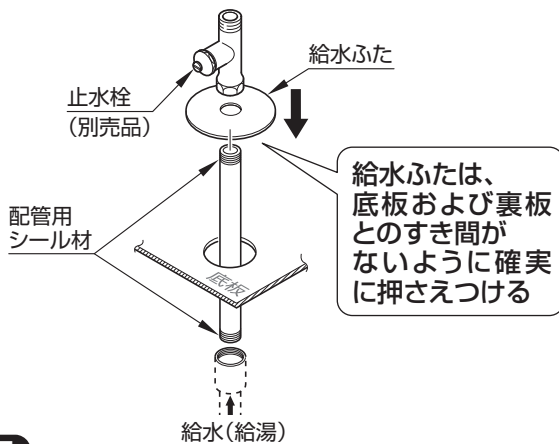 給水ふた
止水栓
(別売品)
給水ふたは、
底板および裏板
とのすき間が
ないように確実
に押さえつける
配管用
シール材
底板
給水(給湯)